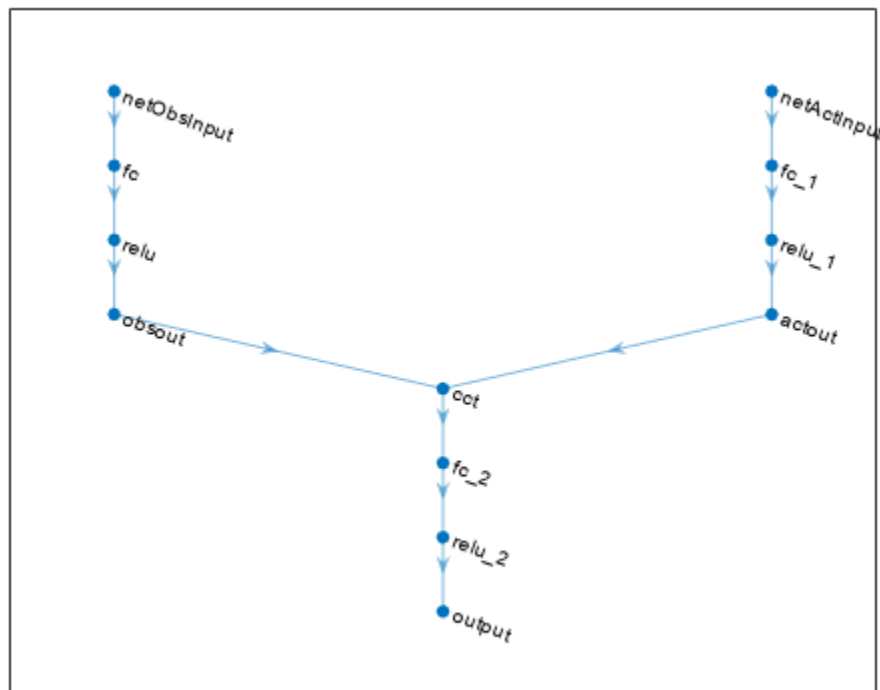 netObsInput
netActInput
fc
fc_1
relu
relu_1
obsout
actout
cct
fc_2
relu_2
output